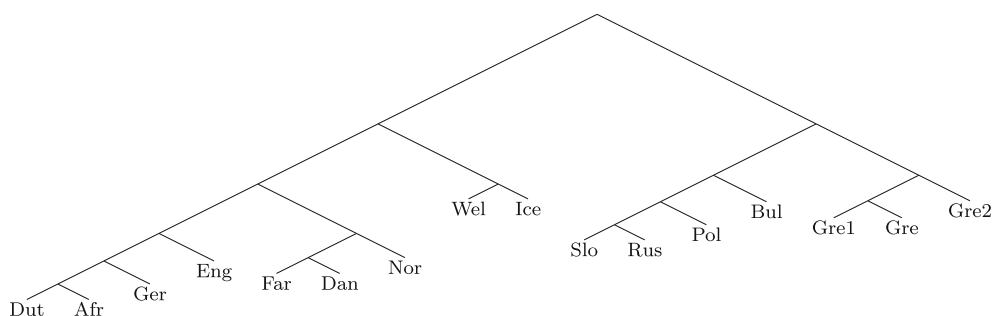 Wel Ice
Gre2
Bul
Gre1 Gre
Pol
Slo Rus
Nor
Eng
Far Dan
Ger
Dut Afr